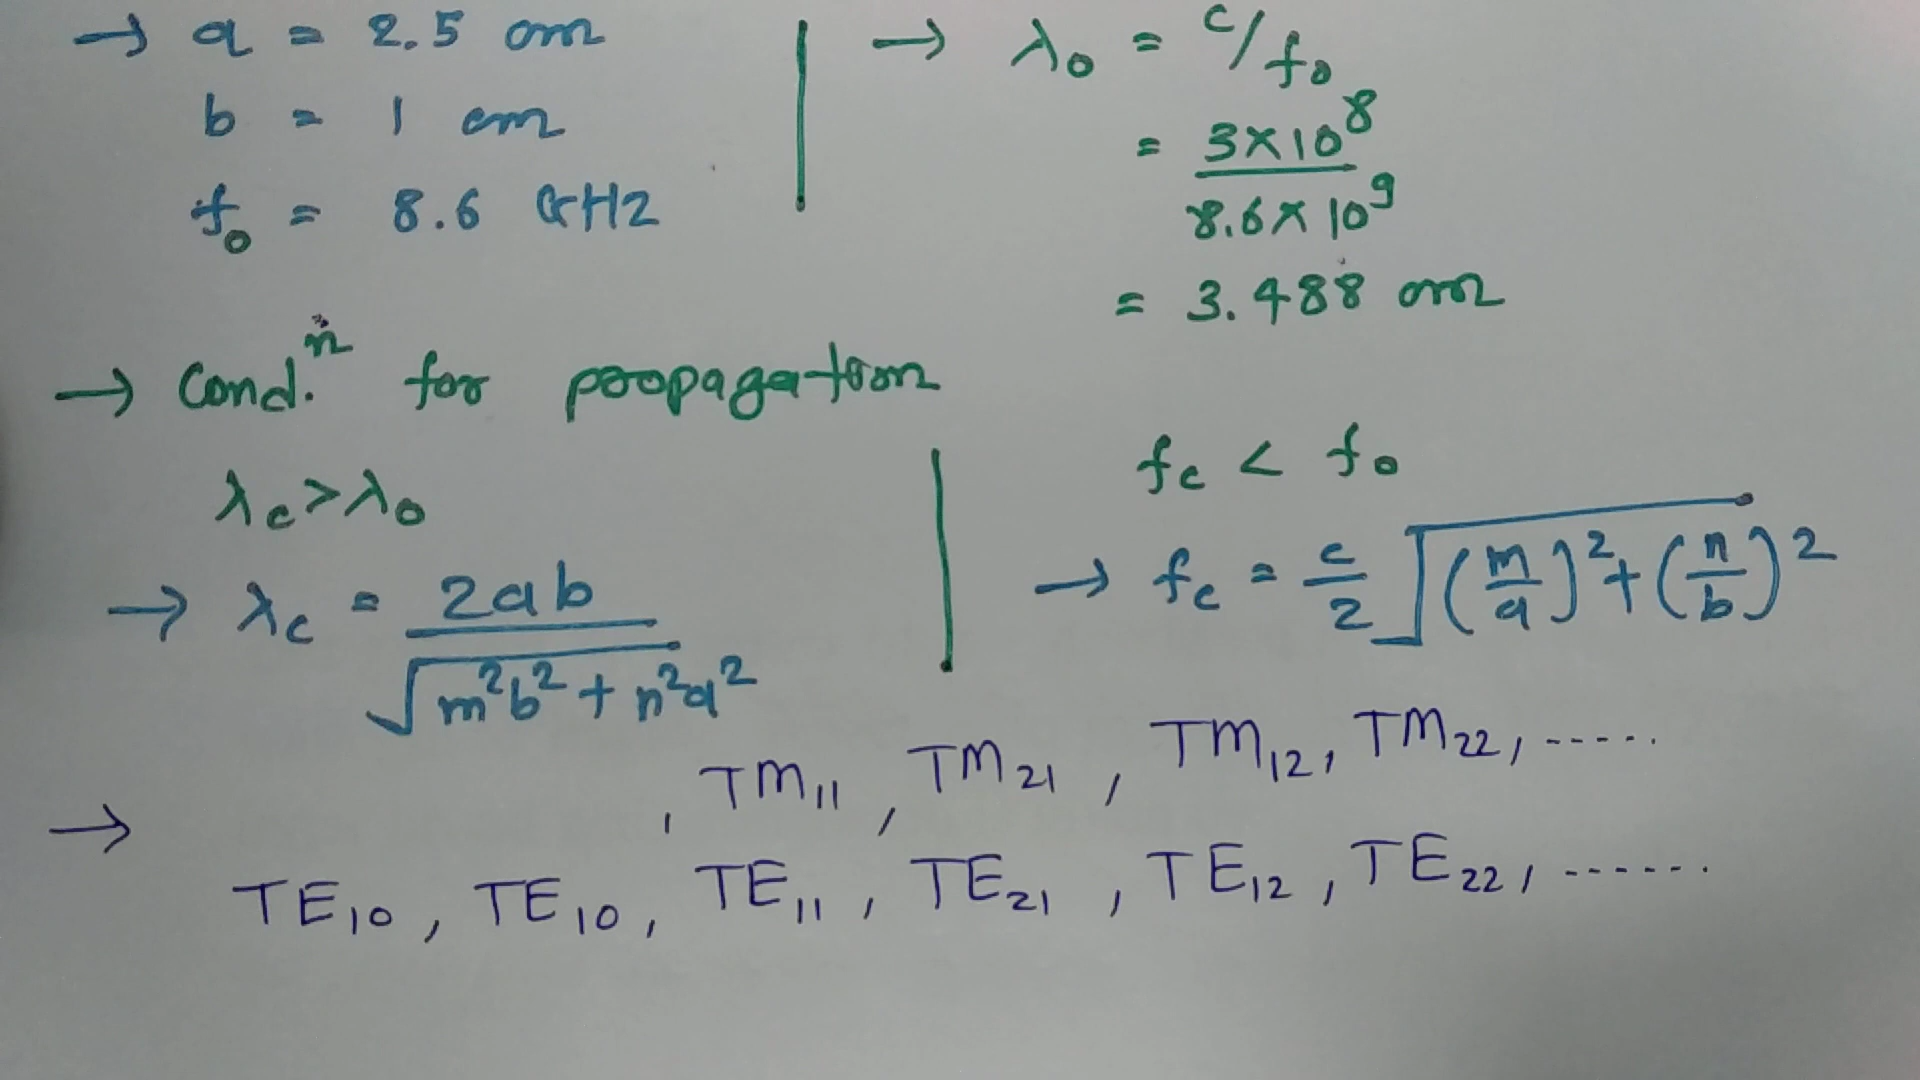 → a = 2.5 cm
b = 1 cm
f₀ = 8.6 GHz
→ λ₀ = c/f₀
= 3×10⁸ / 8.6×10⁹
= 3.488 cm
→ Cond.ⁿ for propagation
λc > λ₀
fc < f₀
→ λc = 2ab / √(m²b² + n²a²)
→ fc = c/2 √((m/a)² + (n/b)²)
, TM₁₁, TM₂₁, TM₁₂, TM₂₂, -----
→ TE₁₀, TE₁₀, TE₁₁, TE₂₁, TE₁₂, TE₂₂, ------